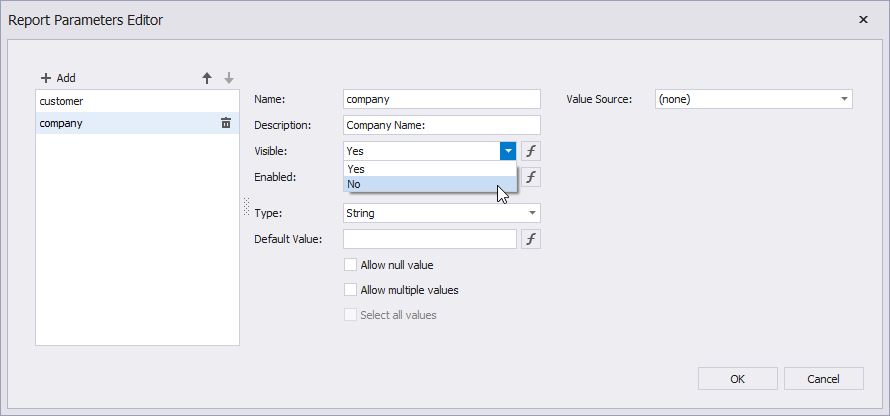 Report Parameters Editor
Add
customer
company
Name: company
Description: Company Name:
Visible: Yes
Yes
No
Enabled:
Type: String
Default Value:
Allow null value
Allow multiple values
Select all values
Value Source: (none)
OK Cancel